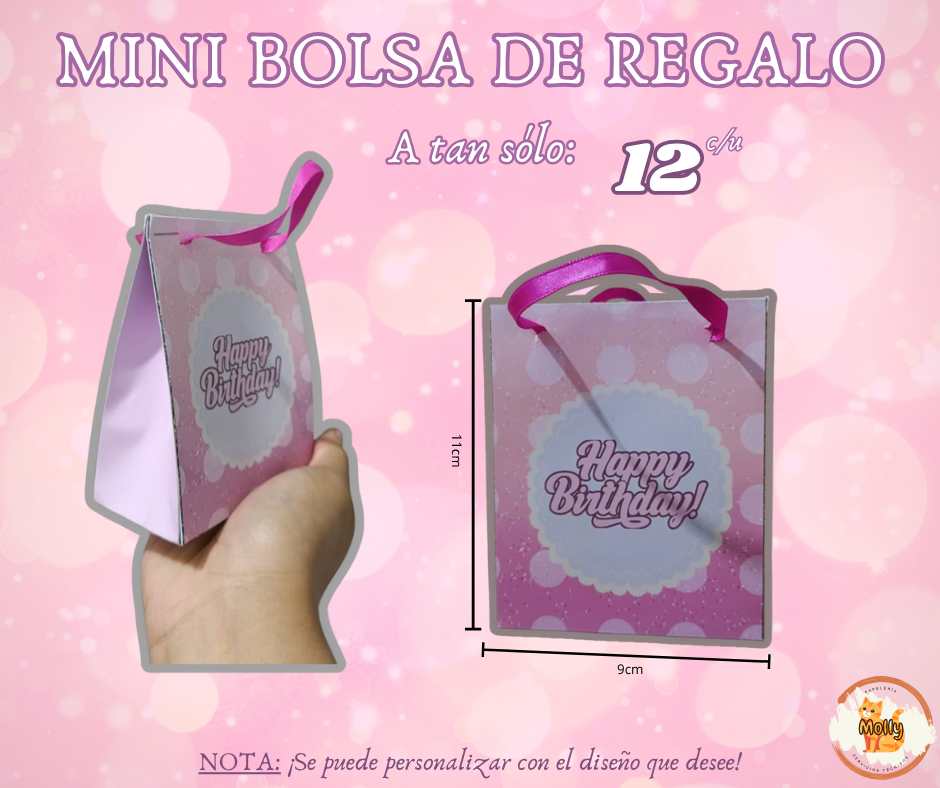 MINI BOLSA DE REGALO
A tan sólo:
12 c/u
Happy
Birthday!
11cm
Happy
Birthday!
9cm
PAPELERÍA
Molly
NOTA: ¡Se puede personalizar con el diseño que desee!